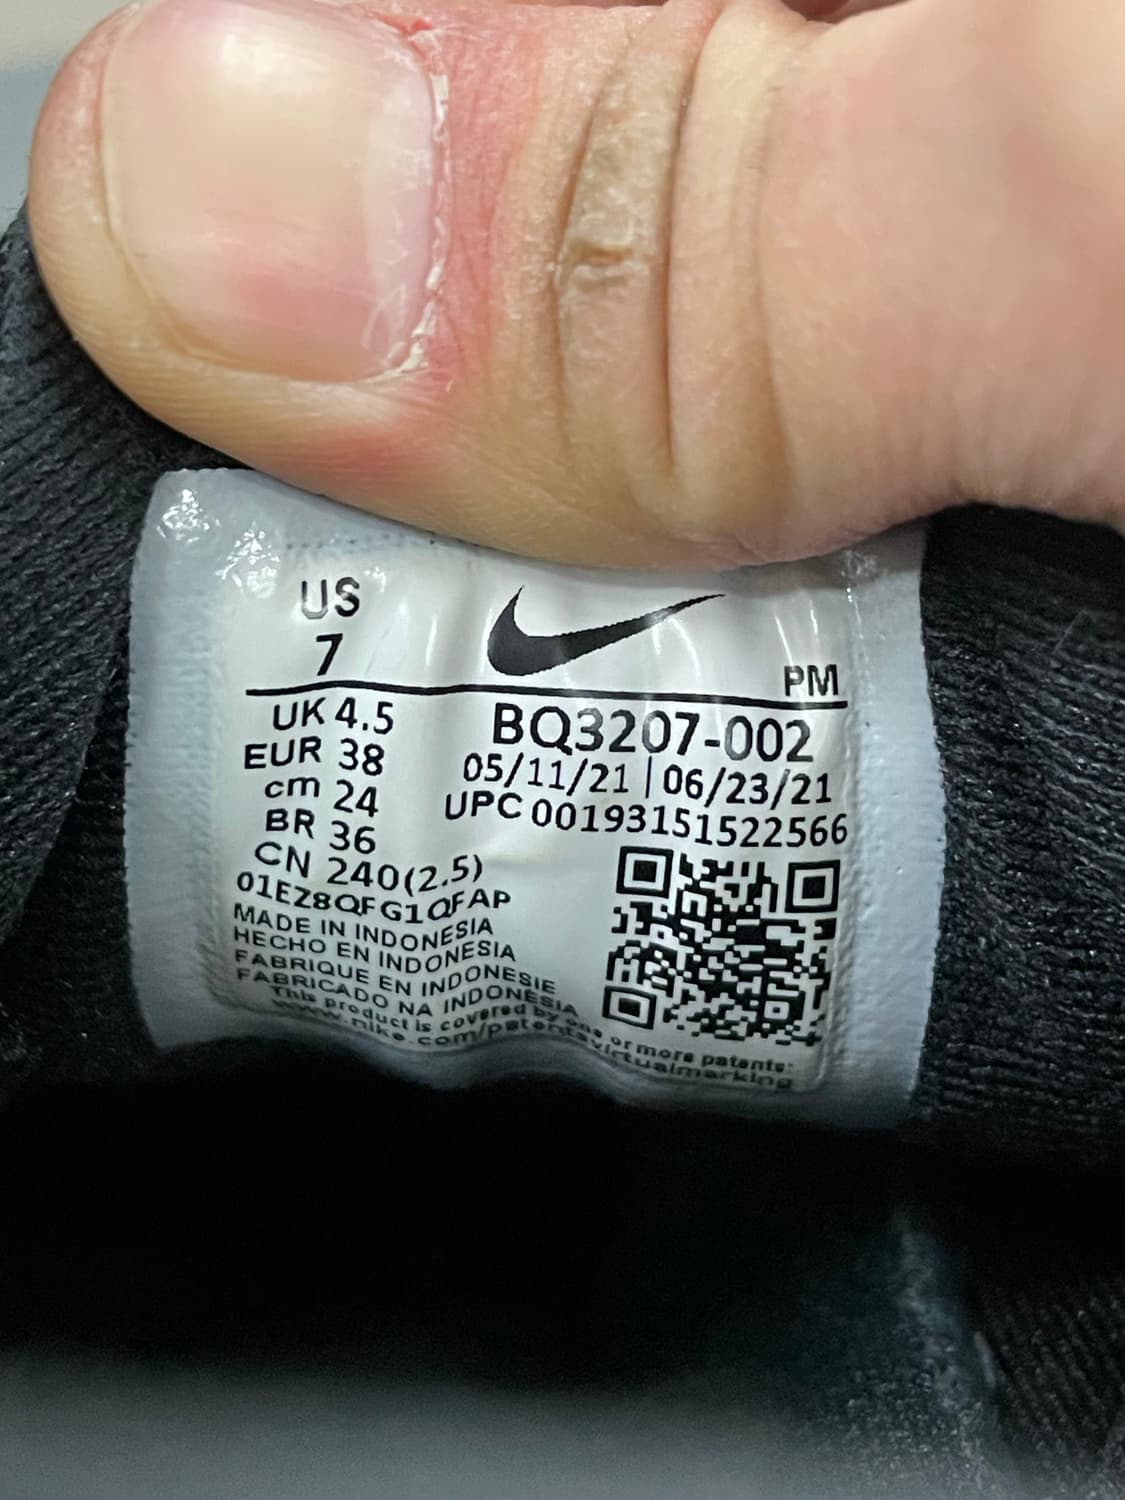 US
7
PM
UK 4.5
EUR 38
cm 24
BR 36
CN 240(2.5)
BQ3207-002
05/11/21 | 06/23/21
UPC 00193151522566
01EZ8QFG1QFAP
MADE IN INDONESIA
HECHO EN INDONESIA
FABRIQUE EN INDONESIE
FABRICADO NA INDONESIA
This product is covered by one or more patents:
www.nike.com/patentsvirtualmarking